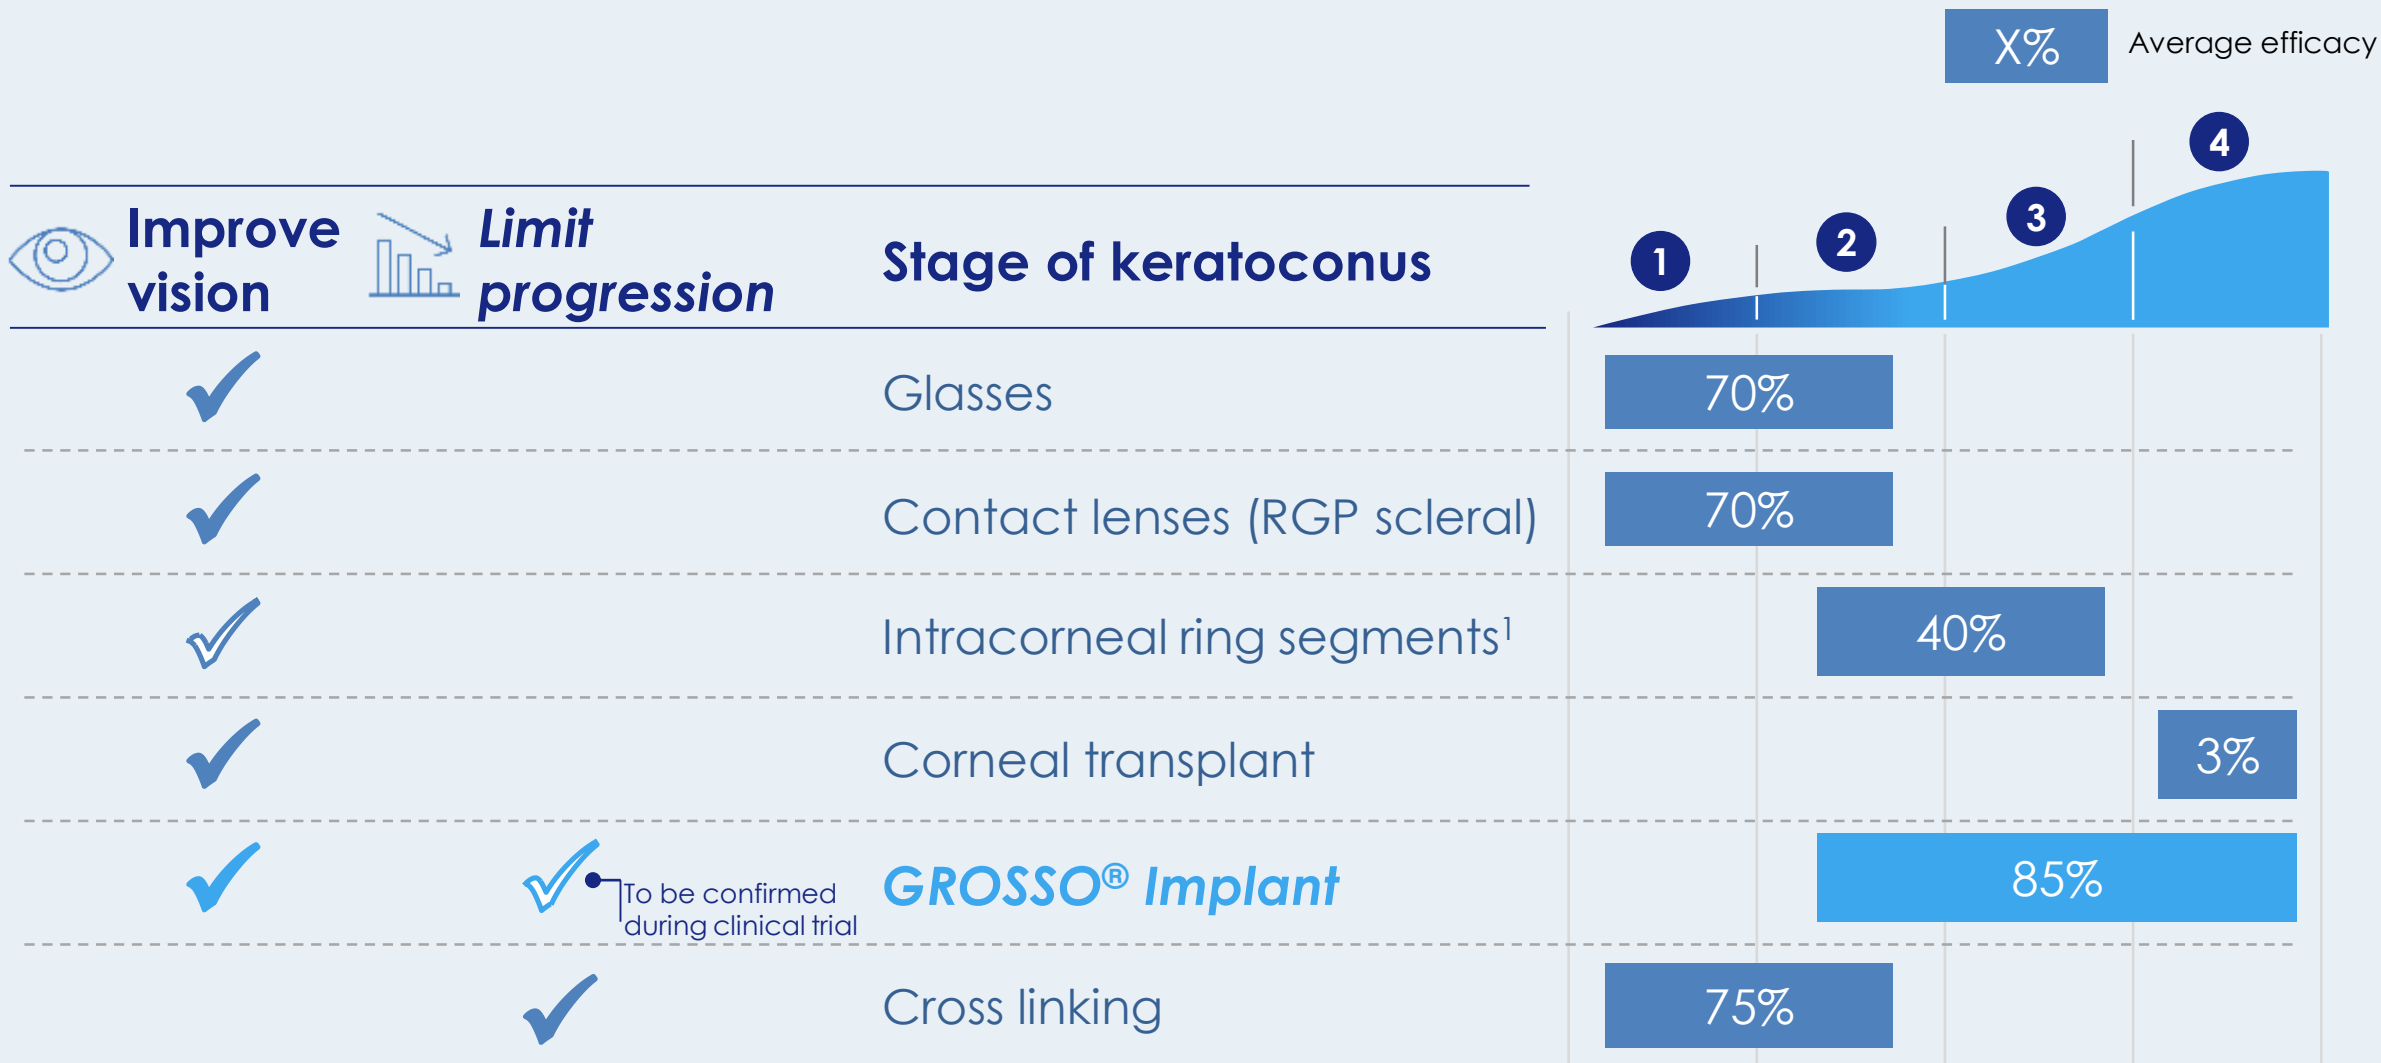 X% Average efficacy
Improve vision
Limit progression
Stage of keratoconus
1
2
3
4
Glasses
70%
Contact lenses (RGP scleral)
70%
Intracorneal ring segments¹
40%
Corneal transplant
3%
To be confirmed
during clinical trial
GROSSO® Implant
85%
Cross linking
75%